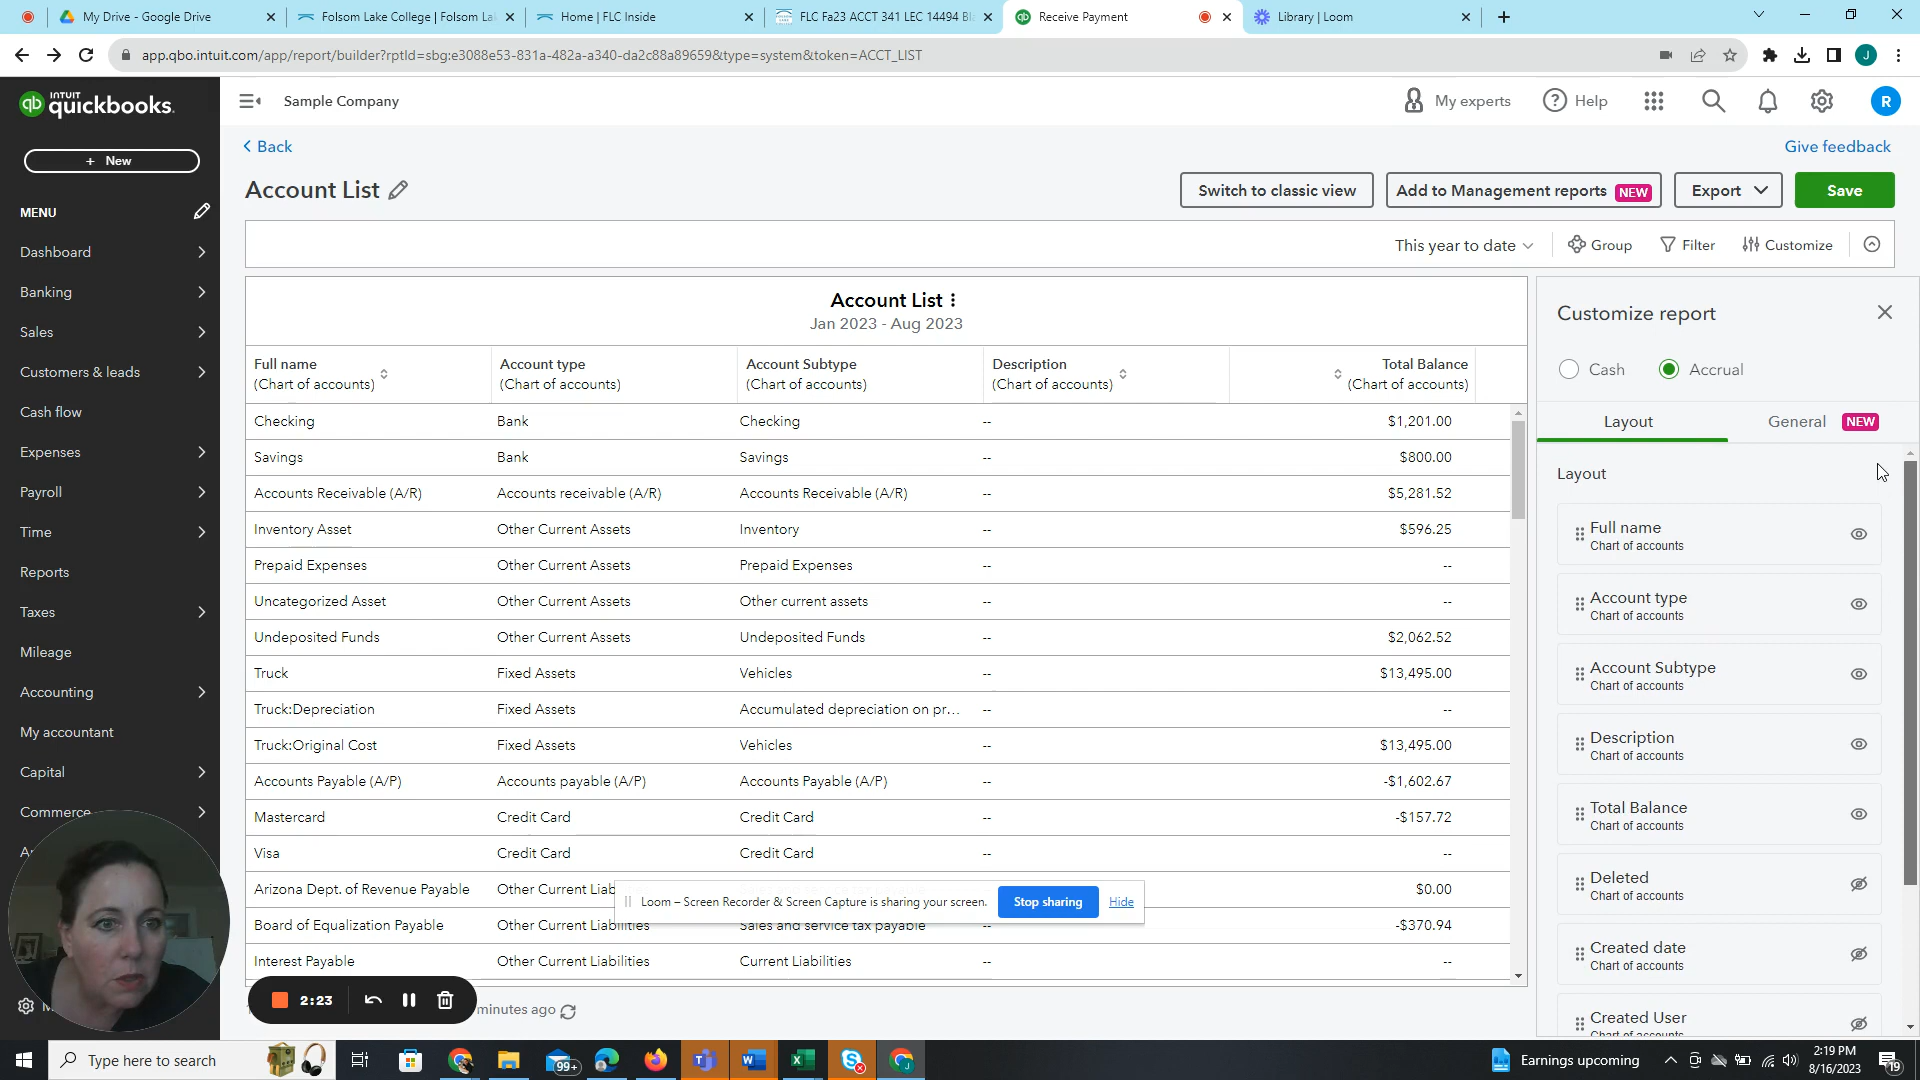 My Drive - Google Drive
Folsom Lake College | Folsom La
Home | FLC Inside
FLC Fa23 ACCT 341 LEC 14494 Bl
Receive Payment
Library | Loom
app.qbo.intuit.com/app/report/builder?rptId=sbg:e3088e53-831a-482a-a340-da2c88a89659&type=system&token=ACCT_LIST
J
INTUIT
quickbooks.
Sample Company
My experts
Help
R
+ New
Back
Give feedback
Account List
Switch to classic view
Add to Management reports NEW
Export
Save
MENU
Dashboard
Banking
Sales
Customers & leads
Cash flow
Expenses
Payroll
Time
Reports
Taxes
Mileage
Accounting
My accountant
Capital
Commerce
This year to date
Group
Filter
Customize
Account List
Jan 2023 - Aug 2023
Full name (Chart of accounts) Account type (Chart of accounts) Account Subtype (Chart of accounts) Description (Chart of accounts) Total Balance (Chart of accounts)
Checking Bank Checking -- $1,201.00
Savings Bank Savings -- $800.00
Accounts Receivable (A/R) Accounts receivable (A/R) Accounts Receivable (A/R) -- $5,281.52
Inventory Asset Other Current Assets Inventory -- $596.25
Prepaid Expenses Other Current Assets Prepaid Expenses -- --
Uncategorized Asset Other Current Assets Other current assets -- --
Undeposited Funds Other Current Assets Undeposited Funds -- $2,062.52
Truck Fixed Assets Vehicles -- $13,495.00
Truck:Depreciation Fixed Assets Accumulated depreciation on pr... -- --
Truck:Original Cost Fixed Assets Vehicles -- $13,495.00
Accounts Payable (A/P) Accounts payable (A/P) Accounts Payable (A/P) -- -$1,602.67
Mastercard Credit Card Credit Card -- -$157.72
Visa Credit Card Credit Card -- --
Arizona Dept. of Revenue Payable Other Current Liab $0.00
Loom – Screen Recorder & Screen Capture is sharing your screen. Stop sharing Hide
Board of Equalization Payable Other Current Liabilities Sales and service tax payable -- -$370.94
Interest Payable Other Current Liabilities Current Liabilities -- --
2:23
minutes ago
Customize report
Cash
Accrual
Layout
General NEW
Layout
Full name
Chart of accounts
Account type
Chart of accounts
Account Subtype
Chart of accounts
Description
Chart of accounts
Total Balance
Chart of accounts
Deleted
Chart of accounts
Created date
Chart of accounts
Created User
Chart of accounts
Type here to search
99+
Earnings upcoming
2:19 PM
8/16/2023
19